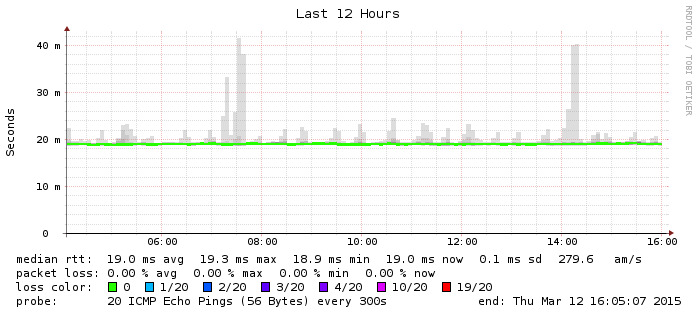 Last 12 Hours
RRDTOOL / TOBI OETIKER
Seconds
40 m
30 m
20 m
10 m
0
06:00 08:00 10:00 12:00 14:00 16:00
median rtt: 19.0 ms avg 19.3 ms max 18.9 ms min 19.0 ms now 0.1 ms sd 279.6 am/s
packet loss: 0.00 % avg 0.00 % max 0.00 % min 0.00 % now
loss color: 0 1/20 2/20 3/20 4/20 10/20 19/20
probe: 20 ICMP Echo Pings (56 Bytes) every 300s end: Thu Mar 12 16:05:07 2015